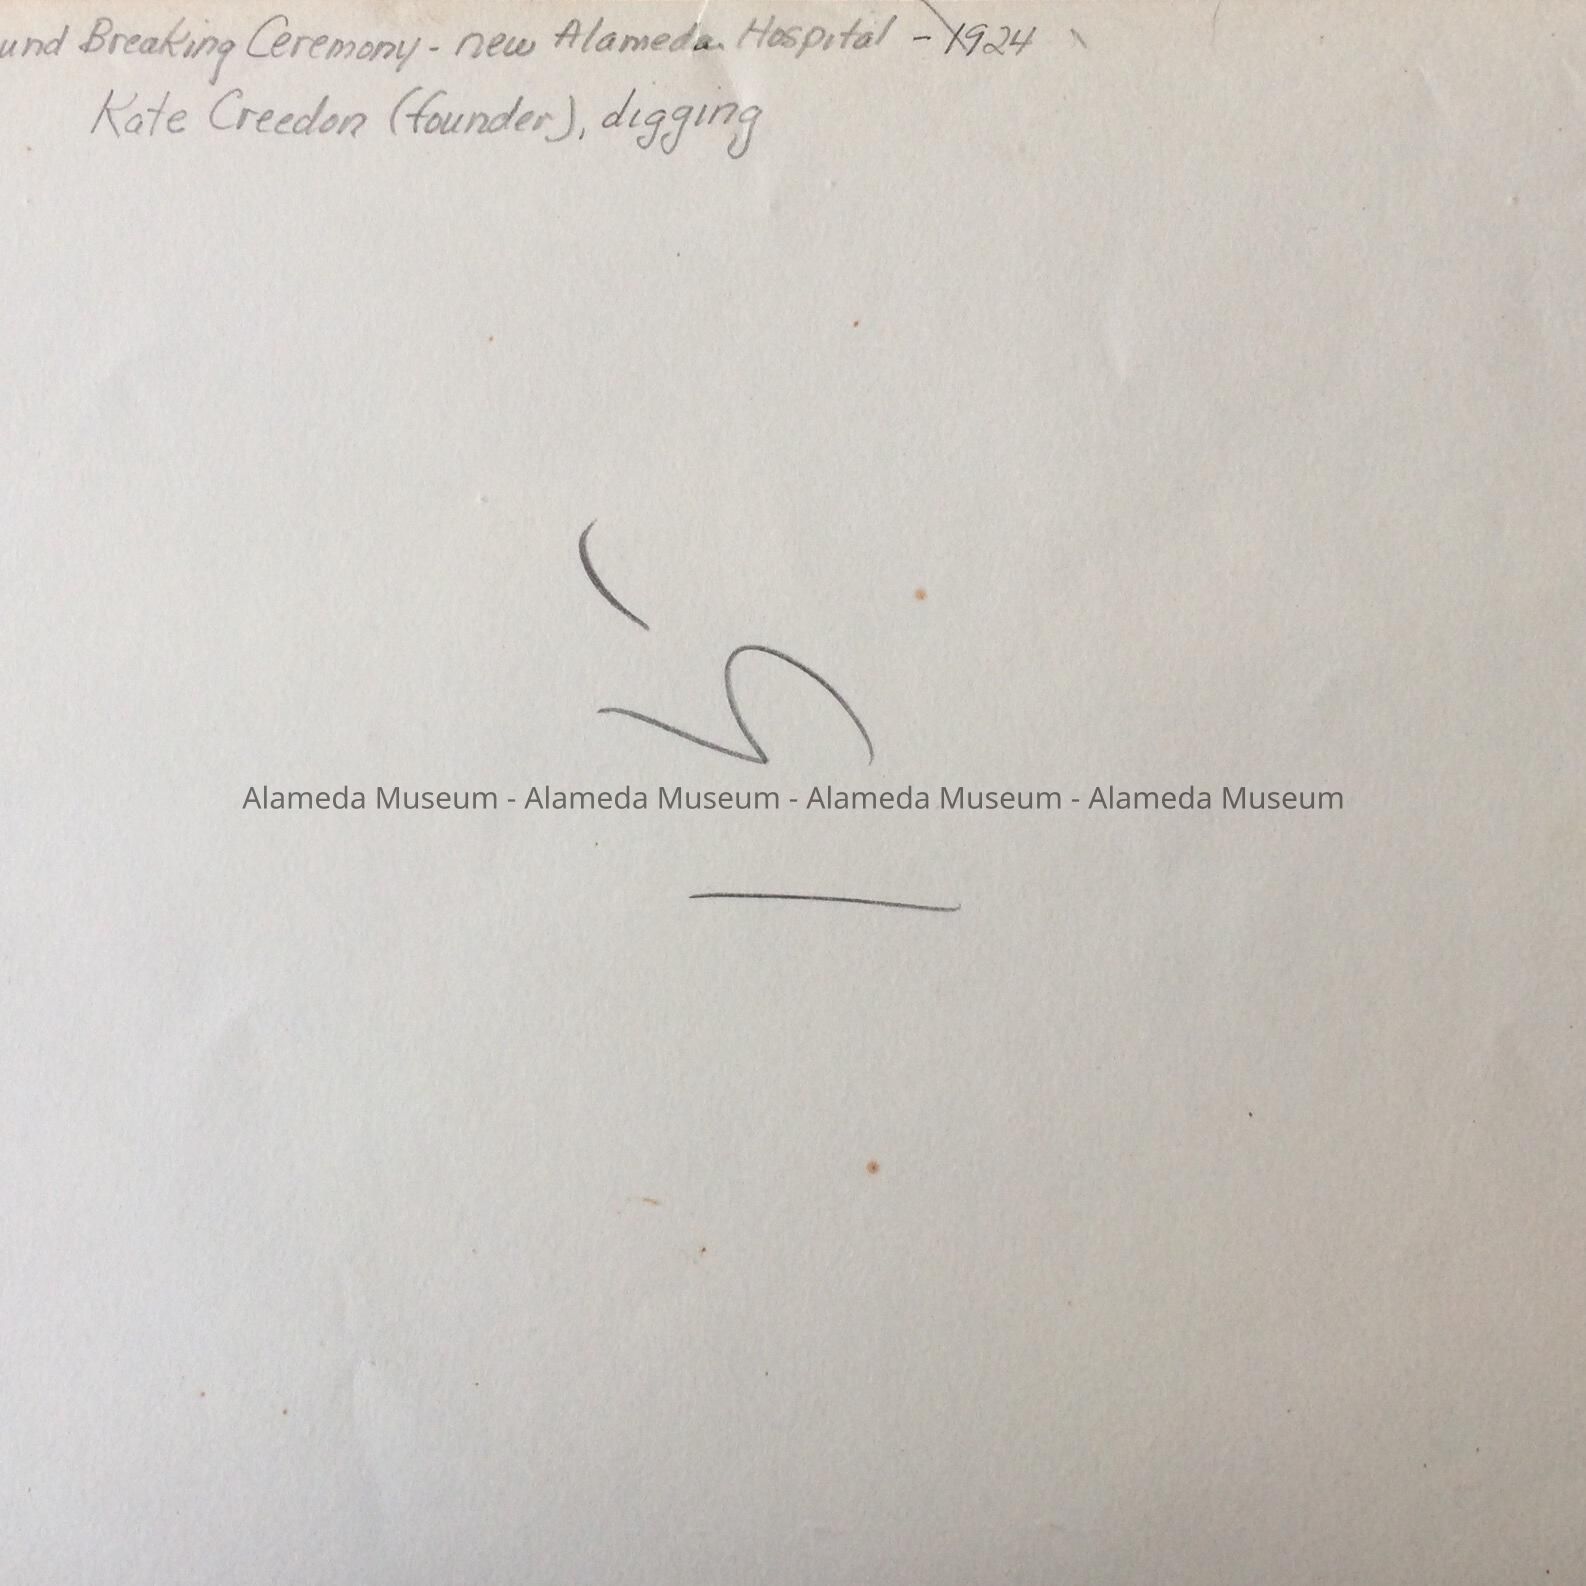 und Breaking Ceremony - new Alameda Hospital - 1924
Kate Creedon (founder), digging
Alameda Museum - Alameda Museum - Alameda Museum - Alameda Museum